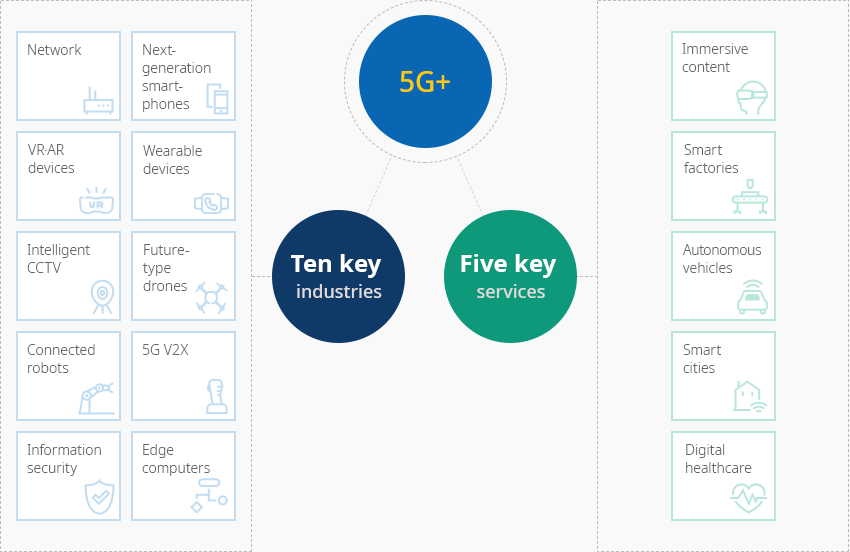 Network
Next-
generation
smart-
phones
VR·AR
devices
VR
Wearable
devices
Intelligent
CCTV
Future-
type
drones
Connected
robots
5G V2X
Information
security
Edge
computers
5G+
Ten key
industries
Five key
services
Immersive
content
Smart
factories
Autonomous
vehicles
Smart
cities
Digital
healthcare